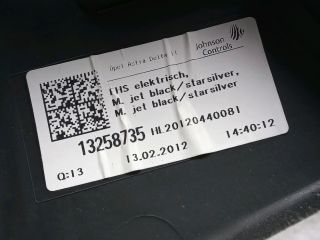 Opel Astra Delta II
Johnson
Controls
FHS elektrisch,
M. jet black/starsilver,
M. jet black/starsilver
13258735 HL20120440081
Q:13 13.02.2012 14:40:12